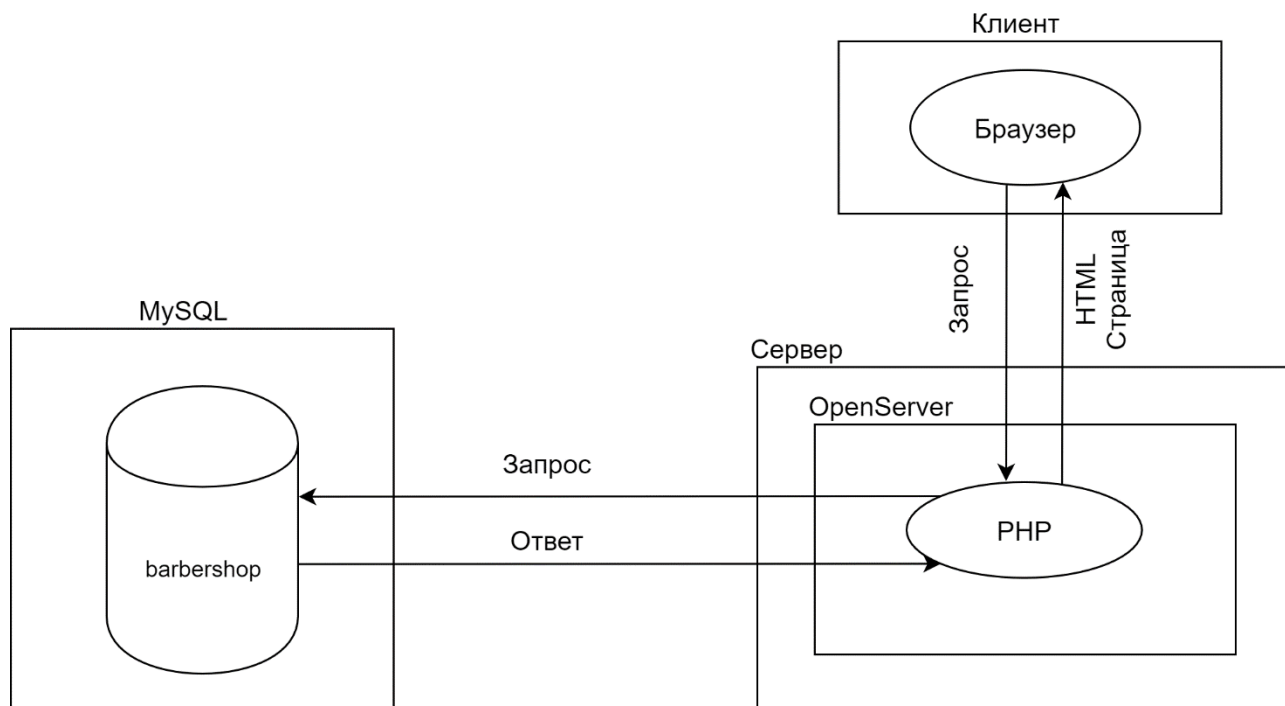 Клиент
Браузер
Запрос
HTML
Страница
MySQL
Сервер
OpenServer
Запрос
PHP
Ответ
barbershop